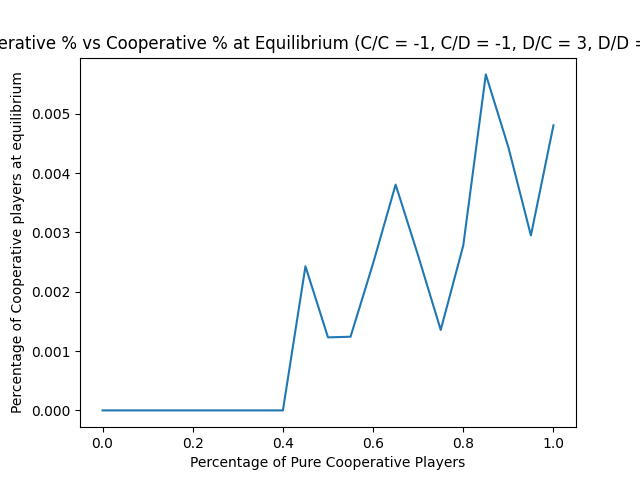 erative % vs Cooperative % at Equilibrium (C/C = -1, C/D = -1, D/C = 3, D/D =
Percentage of Cooperative players at equilibrium
0.005
0.004
0.003
0.002
0.001
0.000
0.0 0.2 0.4 0.6 0.8 1.0
Percentage of Pure Cooperative Players